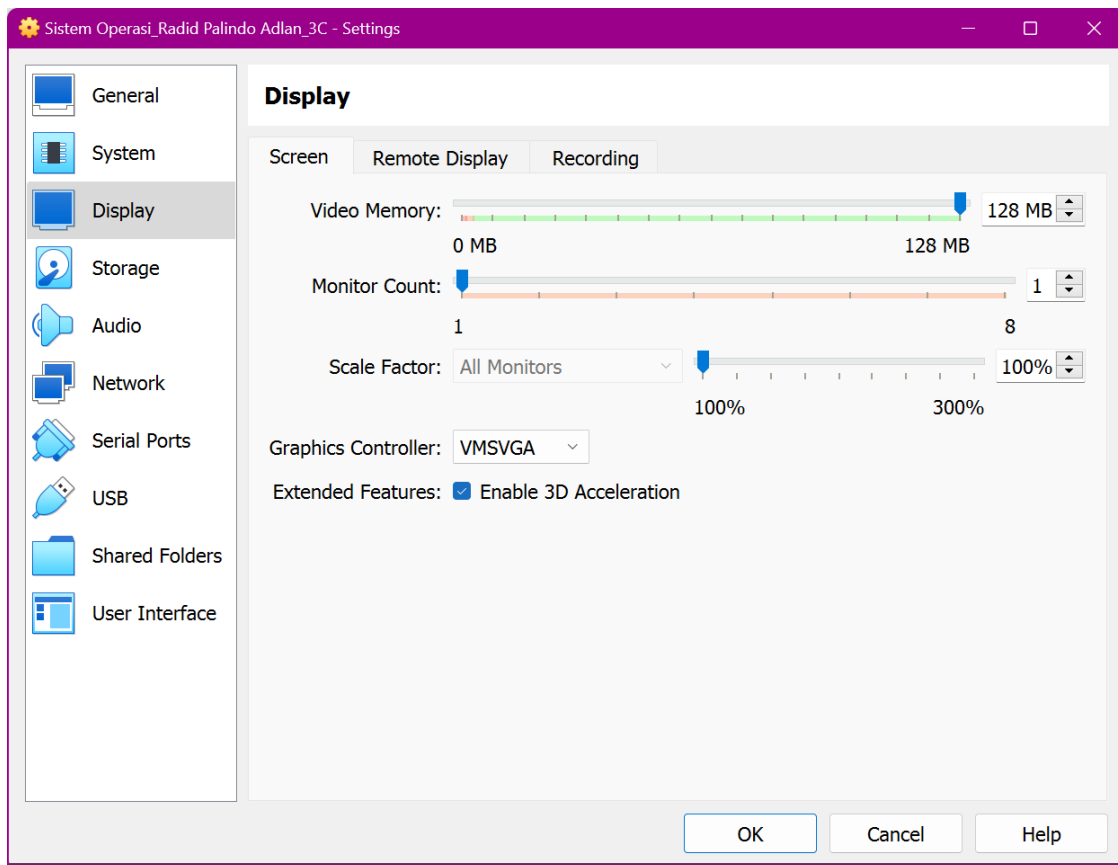 Sistem Operasi_Radid Palindo Adlan_3C - Settings
General
System
Display
Storage
Audio
Network
Serial Ports
USB
Shared Folders
User Interface
Display
Screen Remote Display Recording
Video Memory: 128 MB
0 MB 128 MB
Monitor Count: 1
1 8
Scale Factor: All Monitors 100%
100% 300%
Graphics Controller: VMSVGA
Extended Features: Enable 3D Acceleration
OK Cancel Help